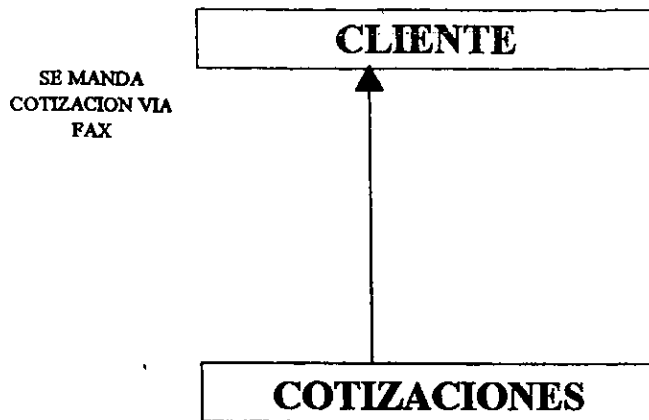 CLIENTE
SE MANDA
COTIZACION VIA
FAX
COTIZACIONES